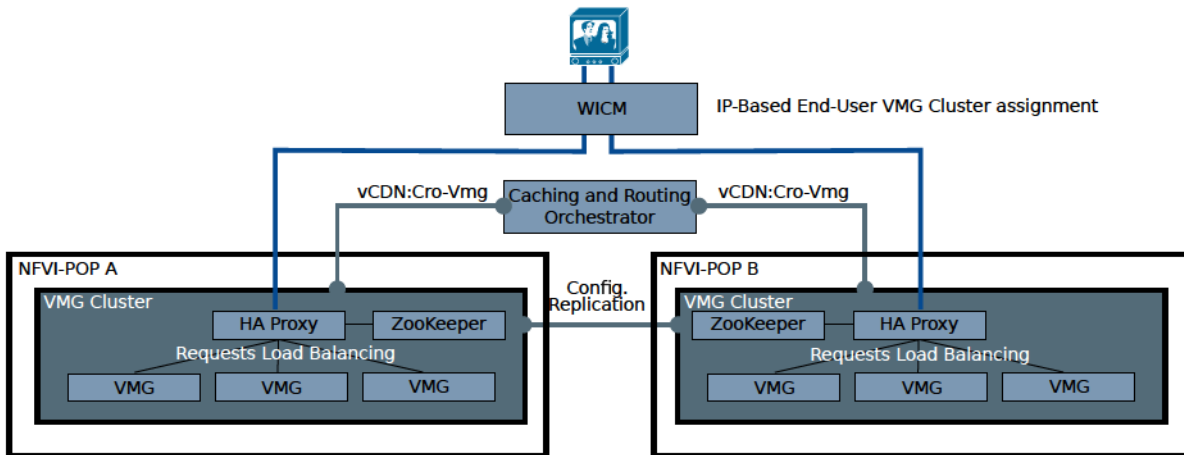 WICM
IP-Based End-User VMG Cluster assignment
vCDN:Cro-Vmg
Caching and Routing
Orchestrator
vCDN:Cro-Vmg
NFVI-POP A
VMG Cluster
HA Proxy
ZooKeeper
Requests Load Balancing
VMG
VMG
VMG
Config.
Replication
NFVI-POP B
VMG Cluster
ZooKeeper
HA Proxy
Requests Load Balancing
VMG
VMG
VMG